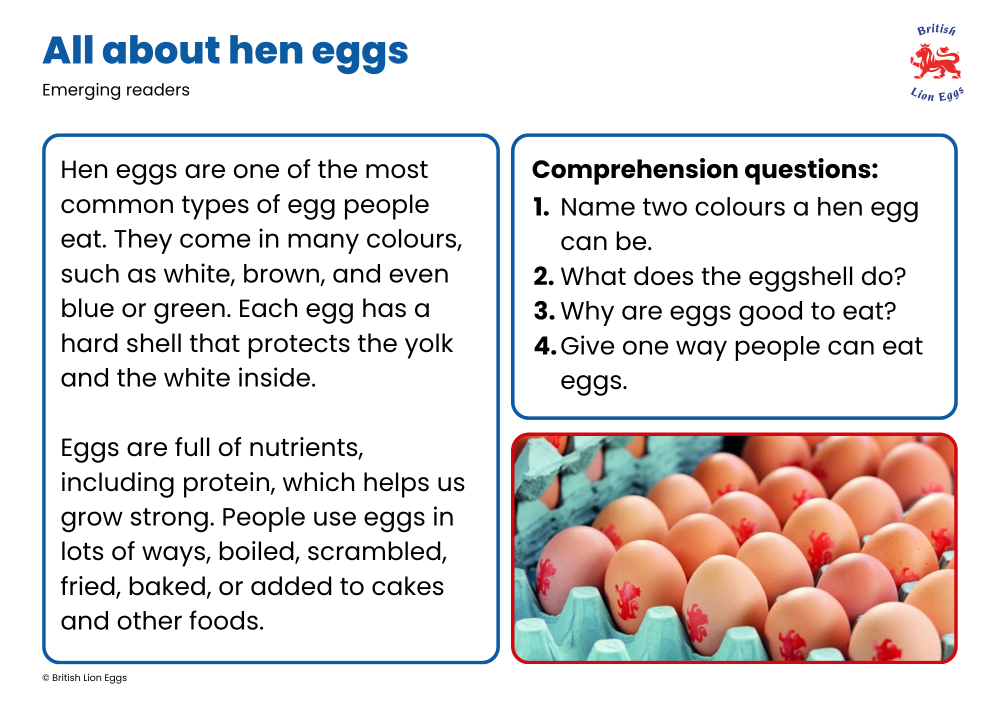 All about hen eggs
Emerging readers
British
Lion Eggs
Hen eggs are one of the most
common types of egg people
eat. They come in many colours,
such as white, brown, and even
blue or green. Each egg has a
hard shell that protects the yolk
and the white inside.
Eggs are full of nutrients,
including protein, which helps us
grow strong. People use eggs in
lots of ways, boiled, scrambled,
fried, baked, or added to cakes
and other foods.
Comprehension questions:
1. Name two colours a hen egg
can be.
2. What does the eggshell do?
3. Why are eggs good to eat?
4. Give one way people can eat
eggs.
© British Lion Eggs